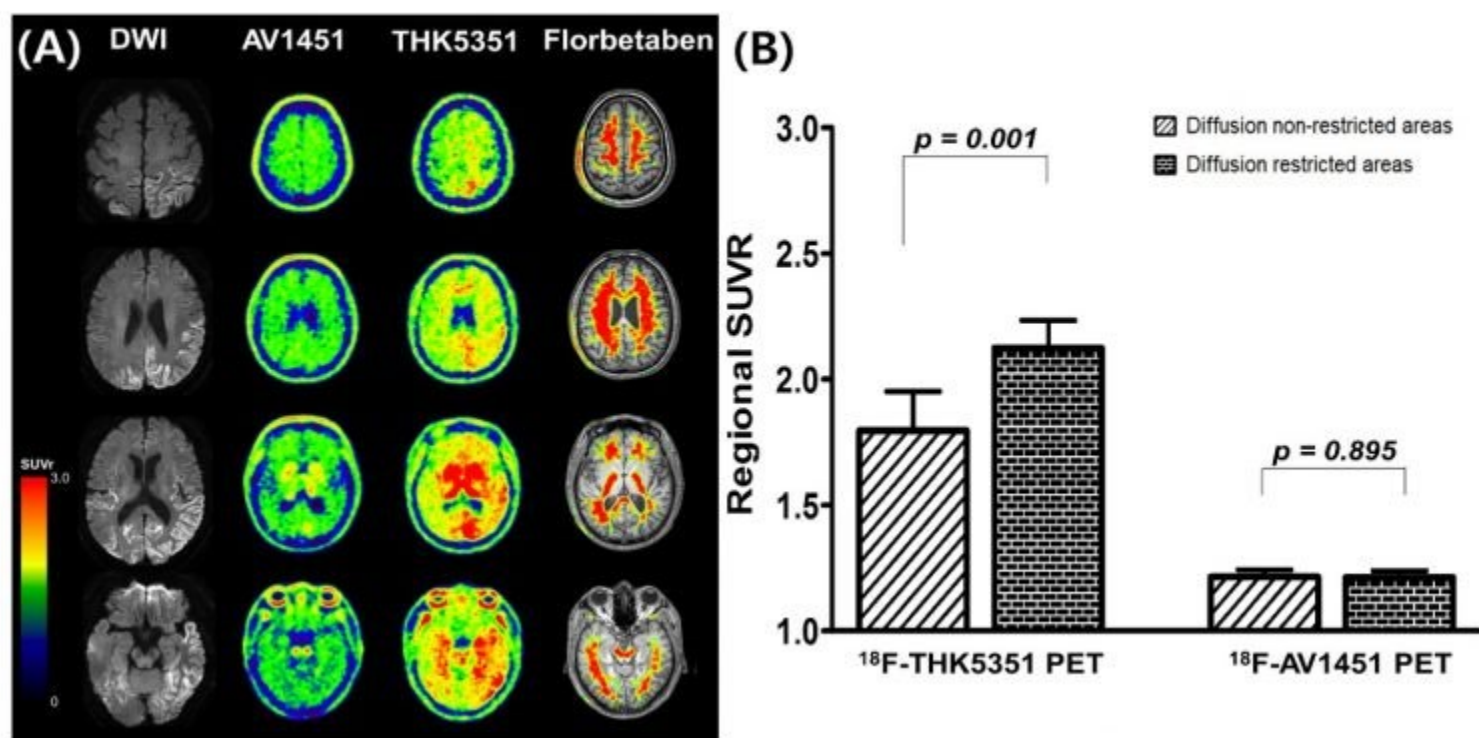 (A)
DWI
AV1451
THK5351
Florbetaben
SUVr
3.0
0
(B)
Diffusion non-restricted areas
Diffusion restricted areas
p = 0.001
p = 0.895
Regional SUVR
3.0
2.5
2.0
1.5
1.0
¹⁸F-THK5351 PET
¹⁸F-AV1451 PET